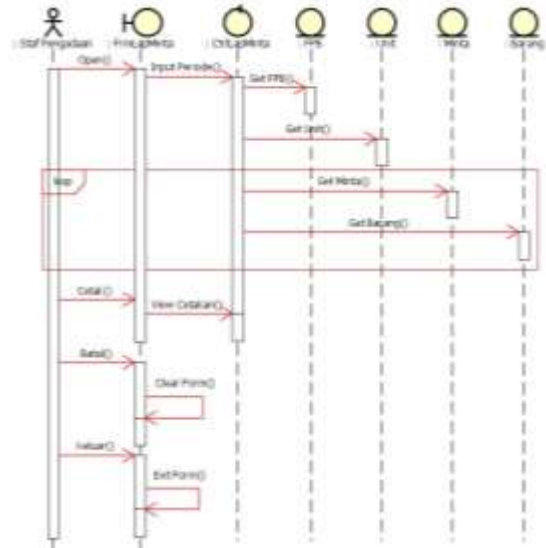 : Staf Pengadaan
: FrmLapMinta
: CtrlLapMinta
: FPB
: Unit
: Minta
: Barang
Open()
Input Periode()
Get FPB()
Get Unit()
loop
Get Minta()
Get Barang()
Cetak()
View Cetakan()
Batal()
Clear Form()
Keluar()
Exit Form()